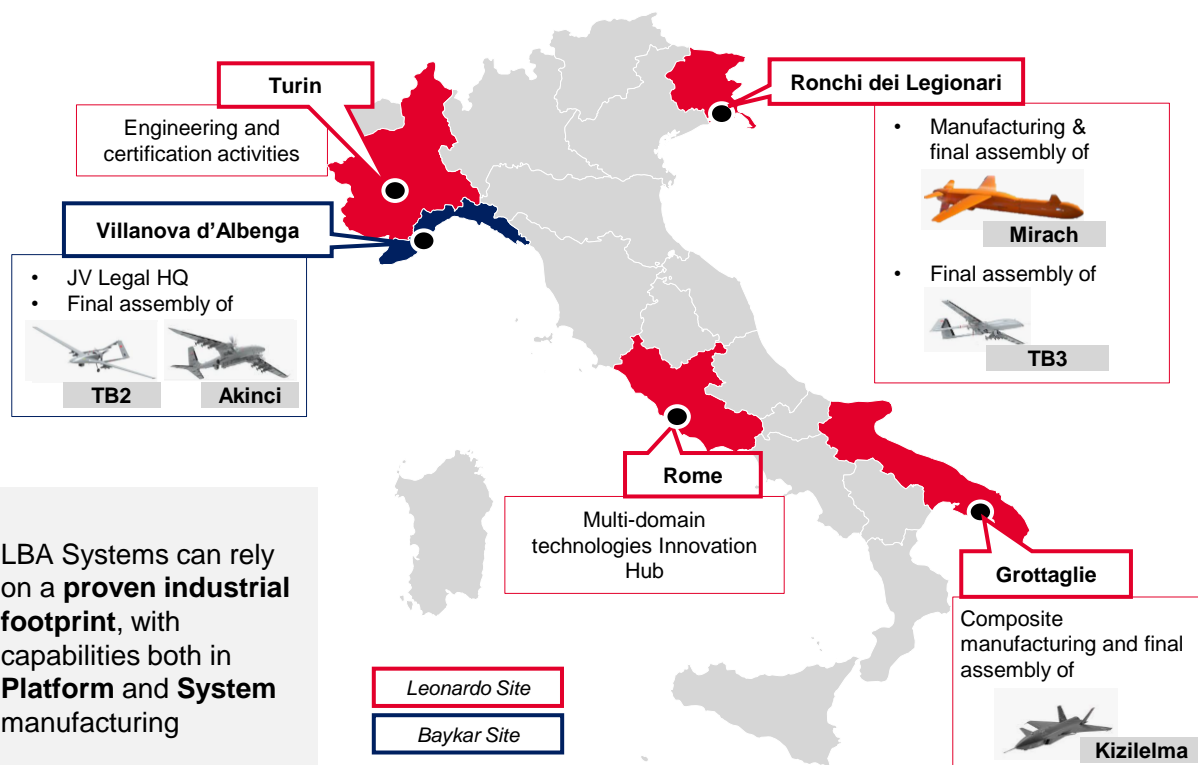 Turin
Engineering and
certification activities
Ronchi dei Legionari
• Manufacturing &
final assembly of
Mirach
• Final assembly of
TB3
Villanova d’Albenga
• JV Legal HQ
• Final assembly of
TB2
Akinci
Rome
Multi-domain
technologies Innovation
Hub
Grottaglie
Composite
manufacturing and final
assembly of
Kizilelma
LBA Systems can rely
on a proven industrial
footprint, with
capabilities both in
Platform and System
manufacturing
Leonardo Site
Baykar Site